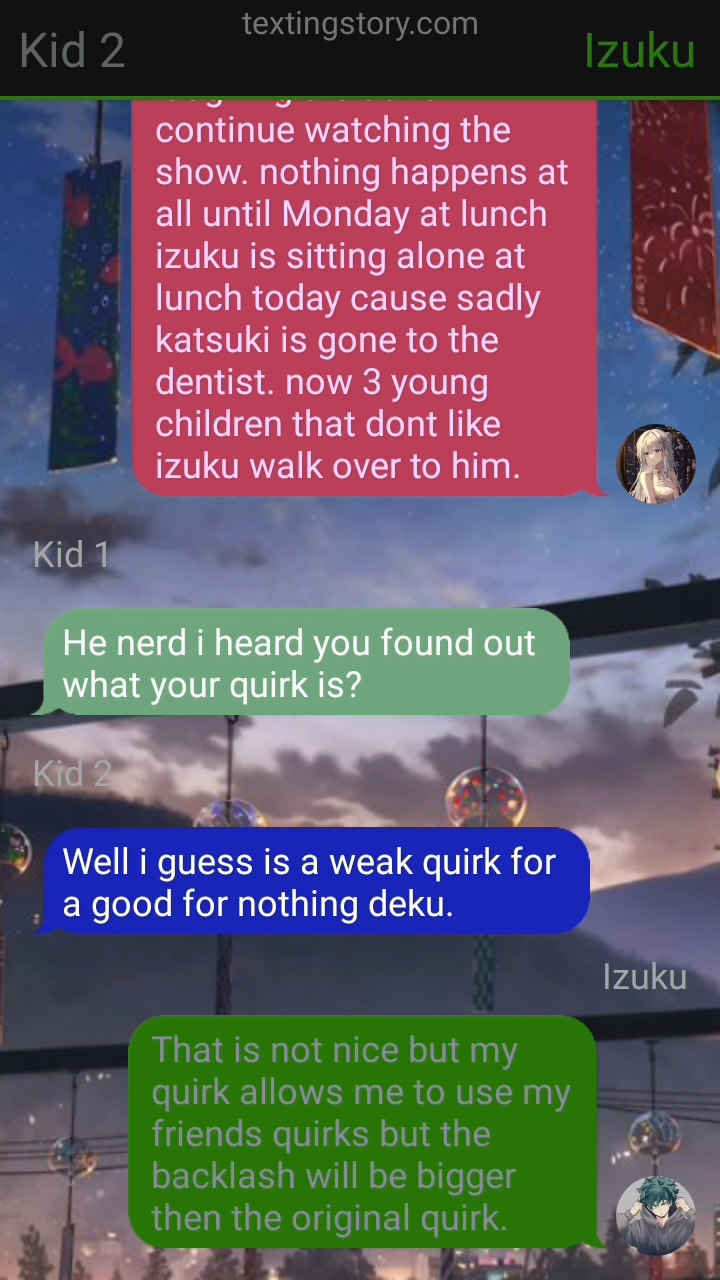 textingstory.com
Kid 2
Izuku
continue watching the
show. nothing happens at
all until Monday at lunch
izuku is sitting alone at
lunch today cause sadly
katsuki is gone to the
dentist. now 3 young
children that dont like
izuku walk over to him.
Kid 1
He nerd i heard you found out
what your quirk is?
Kid 2
Well i guess is a weak quirk for
a good for nothing deku.
Izuku
That is not nice but my
quirk allows me to use my
friends quirks but the
backlash will be bigger
then the original quirk.